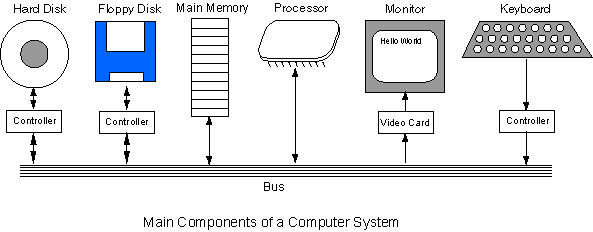 Hard Disk
Floppy Disk
Main Memory
Processor
Monitor
Keyboard
Hello World
Controller
Controller
Video Card
Controller
Bus
Main Components of a Computer System